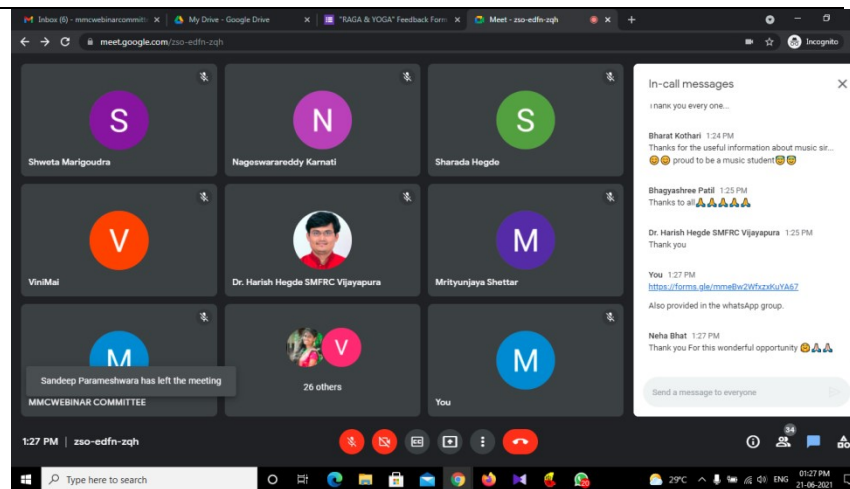 Inbox (6) - mmcwebinarcommitt
My Drive - Google Drive
"RAGA & YOGA" Feedback Form
Meet - zso-edfn-zqh
meet.google.com/zso-edfn-zqh
Incognito
S
Shweta Marigoudra
N
Nageswarareddy Karnati
S
Sharada Hegde
V
ViniMai
Dr. Harish Hegde SMFRC Vijayapura
M
Mrityunjaya Shettar
M
Sandeep Parameshwara has left the meeting
MMCWEBINAR COMMITTEE
V
26 others
M
You
In-call messages
Thank you every one...
Bharat Kothari 1:24 PM
Thanks for the useful information about music sir...
proud to be a music student
Bhagyashree Patil 1:25 PM
Thanks to all
Dr. Harish Hegde SMFRC Vijayapura 1:25 PM
Thank you
You 1:27 PM
https://forms.gle/mmeBw2WfxzxKuYA67
Also provided in the whatsApp group.
Neha Bhat 1:27 PM
Thank you For this wonderful opportunity
Send a message to everyone
1:27 PM | zso-edfn-zqh
CC
34
Type here to search
20
29°C
ENG
01:27 PM
21-06-2021